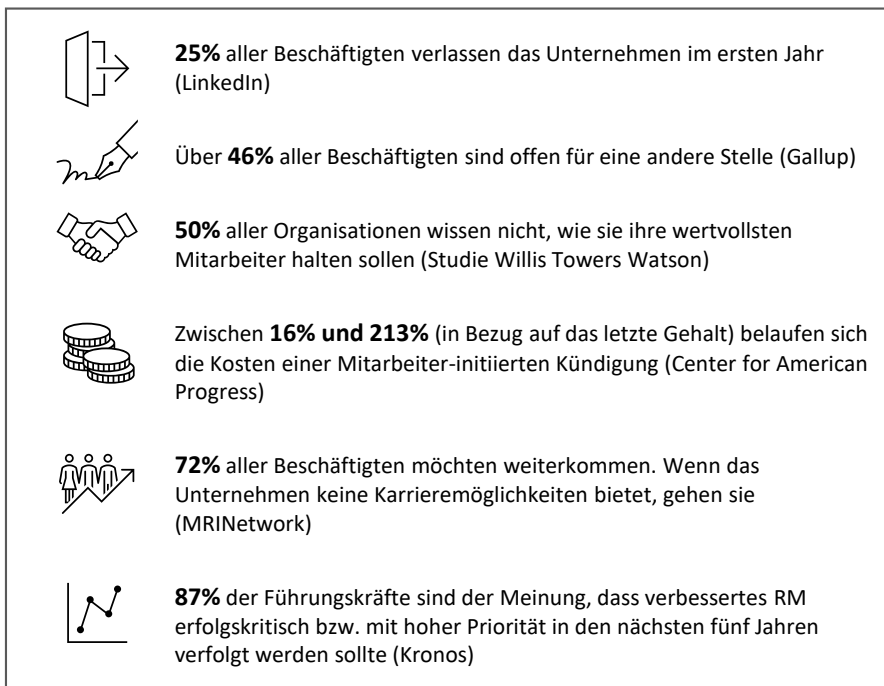 25% aller Beschäftigten verlassen das Unternehmen im ersten Jahr
(LinkedIn)
Über 46% aller Beschäftigten sind offen für eine andere Stelle (Gallup)
50% aller Organisationen wissen nicht, wie sie ihre wertvollsten
Mitarbeiter halten sollen (Studie Willis Towers Watson)
Zwischen 16% und 213% (in Bezug auf das letzte Gehalt) belaufen sich
die Kosten einer Mitarbeiter-initiierten Kündigung (Center for American
Progress)
72% aller Beschäftigten möchten weiterkommen. Wenn das
Unternehmen keine Karrieremöglichkeiten bietet, gehen sie
(MRINetwork)
87% der Führungskräfte sind der Meinung, dass verbessertes RM
erfolgskritisch bzw. mit hoher Priorität in den nächsten fünf Jahren
verfolgt werden sollte (Kronos)